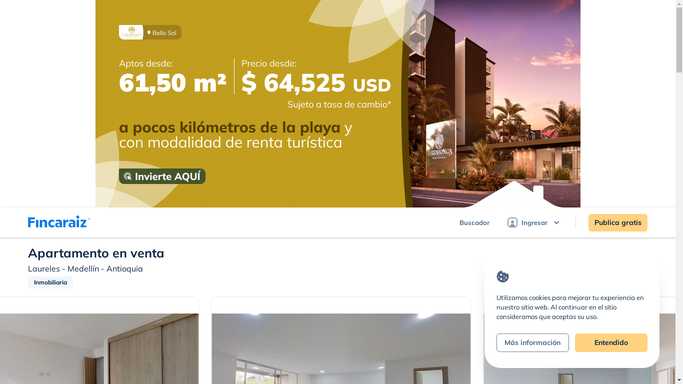 Bello Sol
Aptos desde:
61,50 m²
Precio desde:
$ 64,525 USD
Sujeto a tasa de cambio*
a pocos kilómetros de la playa y
con modalidad de renta turística
Invierte AQUÍ
Fincaraiz
Buscador
Ingresar
Publica gratis
Apartamento en venta
Laureles - Medellín - Antioquia
Inmobiliaria
Utilizamos cookies para mejorar tu experiencia en
nuestro sitio web. Al continuar en el sitio
consideramos que aceptas su uso.
Más información
Entendido